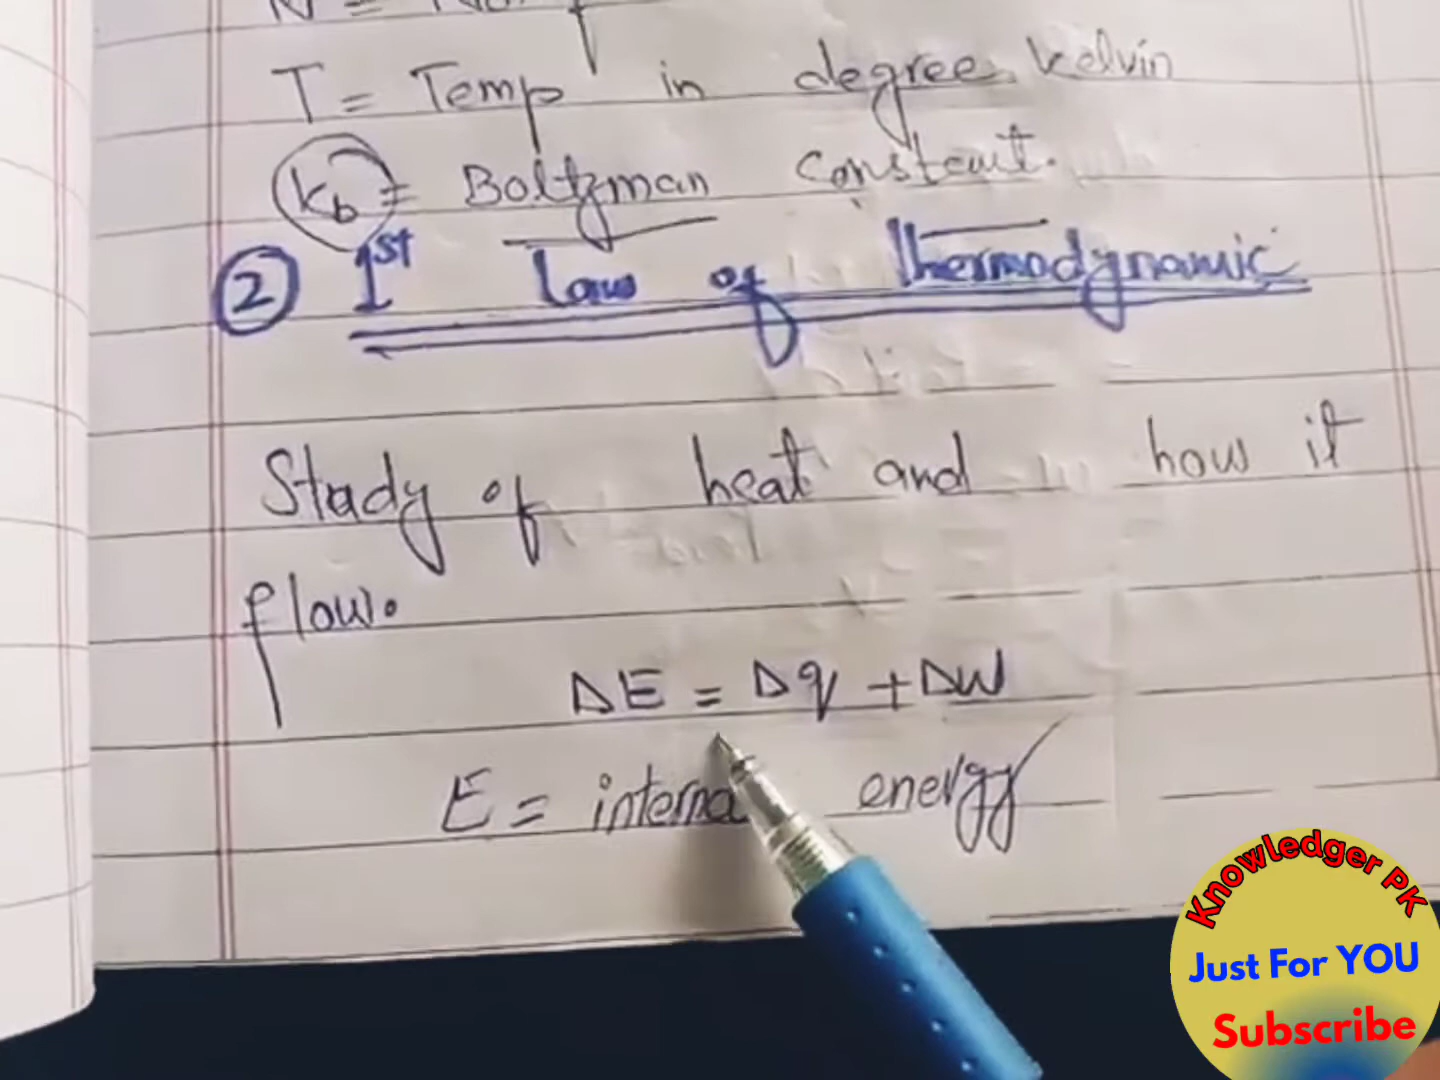 T = Temp in degree Kelvin
Kb = Boltzman Constant.
2 1st Law of Thermodynamic
Study of heat and how it
flow.
ΔE = Δq + ΔW
E = internal energy
Knowledger PK
Just For YOU
Subscribe